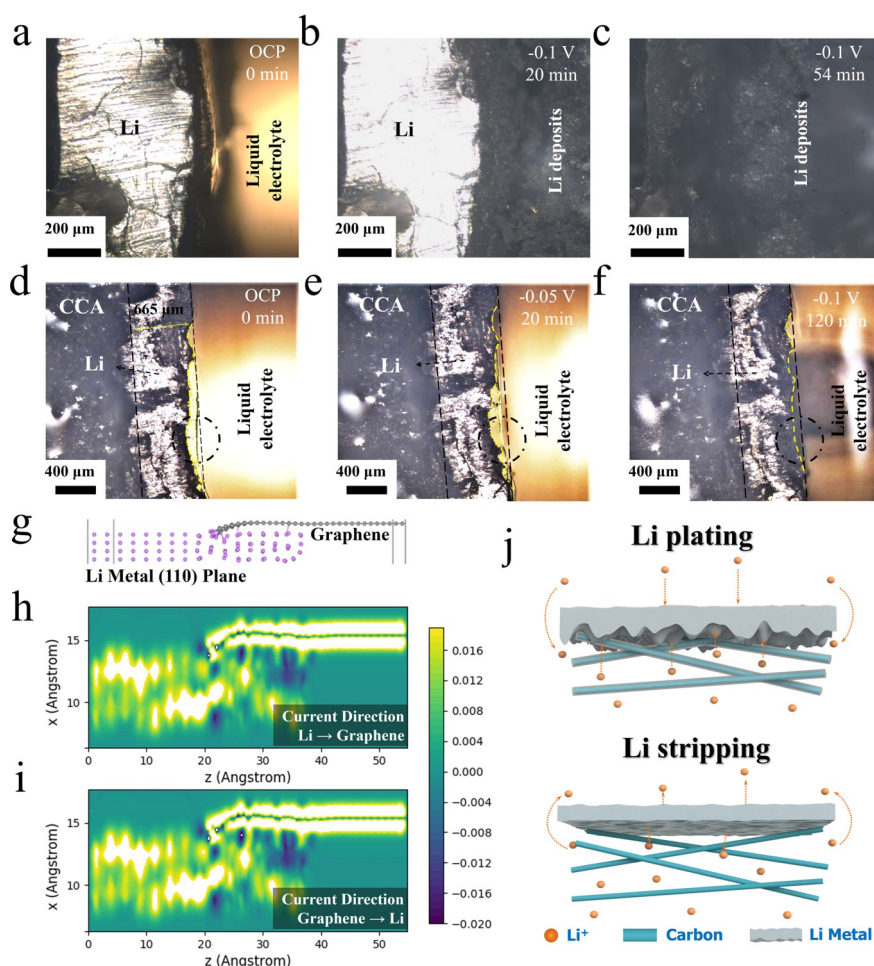 a
OCP
0 min
Li
Liquid
electrolyte
200 μm
b
-0.1 V
20 min
Li
Li deposits
200 μm
c
-0.1 V
54 min
Li deposits
200 μm
d
CCA
OCP
0 min
665 μm
Li
Liquid
electrolyte
400 μm
e
CCA
-0.05 V
20 min
Li
Liquid
electrolyte
400 μm
f
-0.1 V
120 min
Li
Liquid
electrolyte
400 μm
g
Graphene
Li Metal (110) Plane
h
x (Angstrom)
15
10
0 10 20 30 40 50
z (Angstrom)
Current Direction
Li → Graphene
i
x (Angstrom)
15
10
0 10 20 30 40 50
z (Angstrom)
Current Direction
Graphene → Li
0.016
0.012
0.008
0.004
0.000
−0.004
−0.008
−0.012
−0.016
−0.020
j
Li plating
Li stripping
Li⁺ Carbon Li Metal